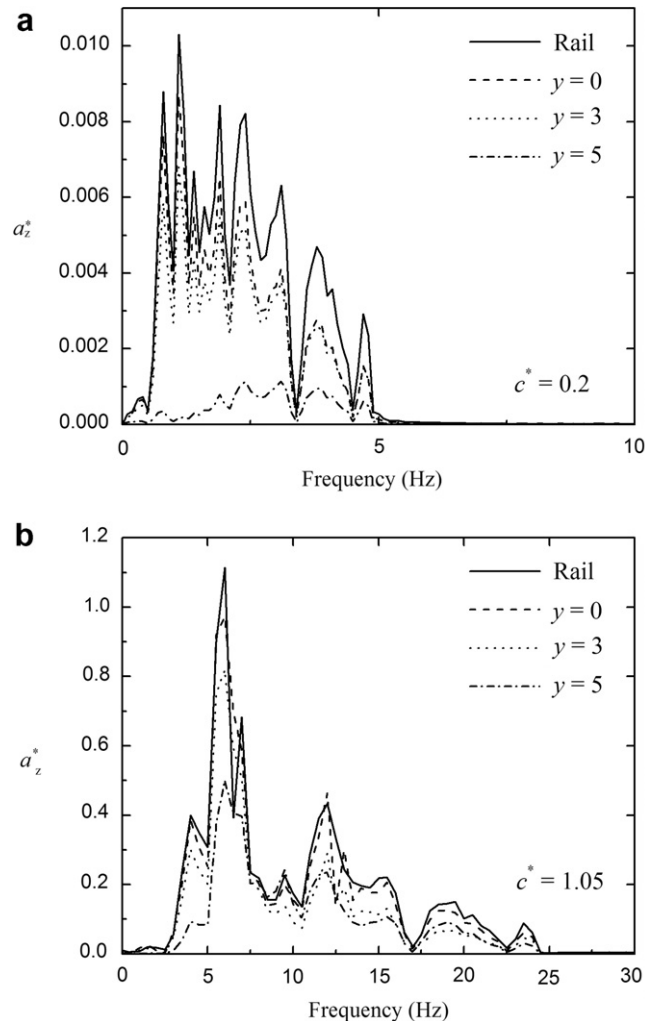 a
0.010
0.008
0.006
0.004
0.002
0.000
a*z
Rail
y = 0
y = 3
y = 5
c* = 0.2
0
5
10
Frequency (Hz)
b
1.2
1.0
0.8
0.6
0.4
0.2
0.0
a*z
Rail
y = 0
y = 3
y = 5
c* = 1.05
0
5
10
15
20
25
30
Frequency (Hz)